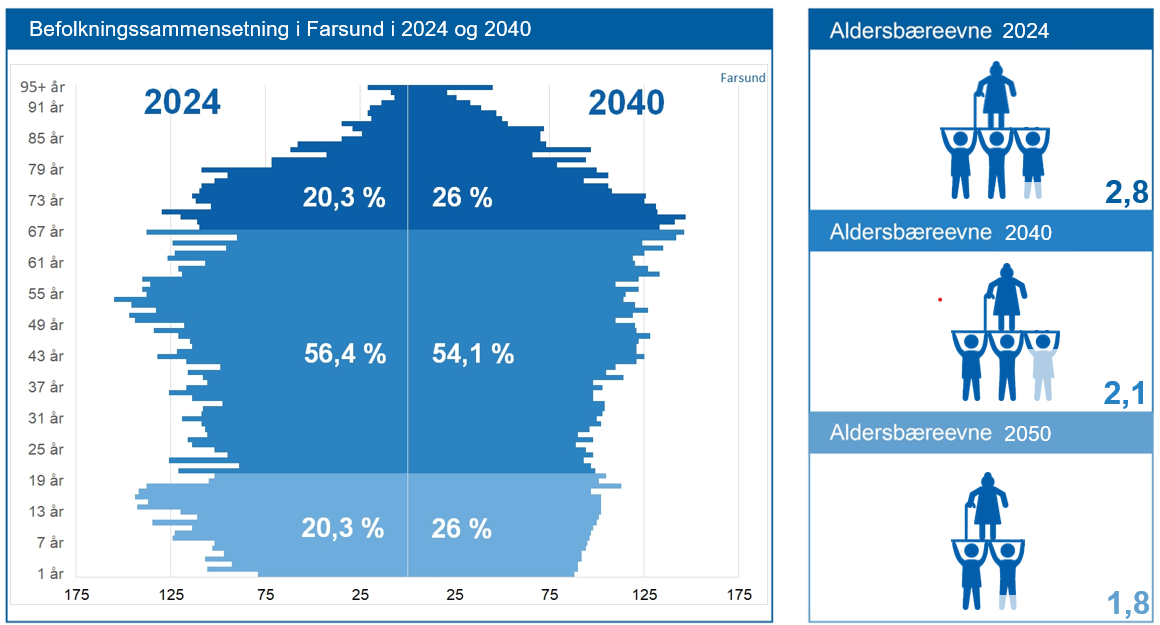 Befolkningssammensetning i Farsund i 2024 og 2040
Farsund
2024
2040
95+ år
91 år
85 år
79 år
73 år
67 år
61 år
55 år
49 år
43 år
37 år
31 år
25 år
19 år
13 år
7 år
1 år
20,3 %
26 %
56,4 %
54,1 %
20,3 %
26 %
175
125
75
25
25
75
125
175
Aldersbæreevne 2024
2,8
Aldersbæreevne 2040
2,1
Aldersbæreevne 2050
1,8